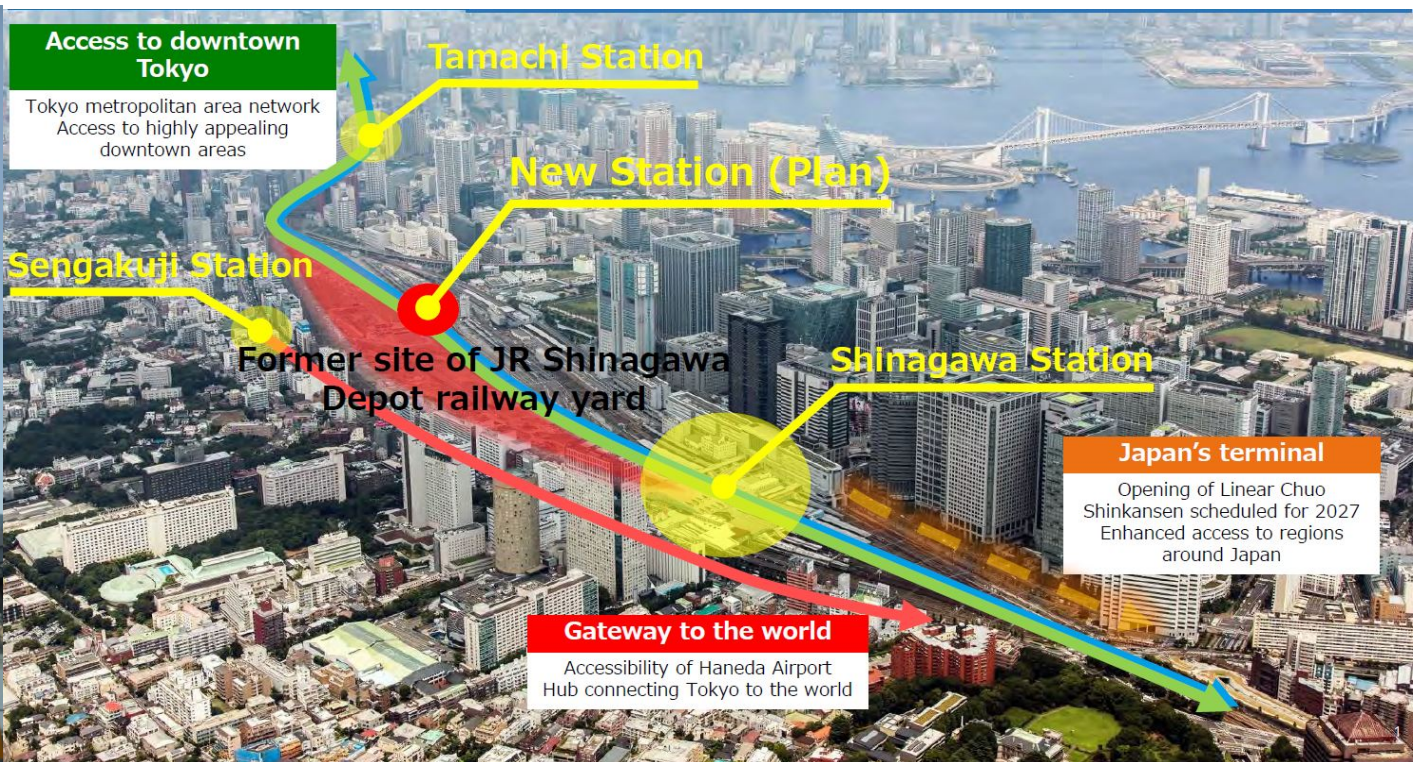 Access to downtown
Tokyo
Tokyo metropolitan area network
Access to highly appealing
downtown areas
Tamachi Station
New Station (Plan)
Sengakuji Station
Former site of JR Shinagawa
Depot railway yard
Shinagawa Station
Japan's terminal
Opening of Linear Chuo
Shinkansen scheduled for 2027
Enhanced access to regions
around Japan
Gateway to the world
Accessibility of Haneda Airport
Hub connecting Tokyo to the world
1